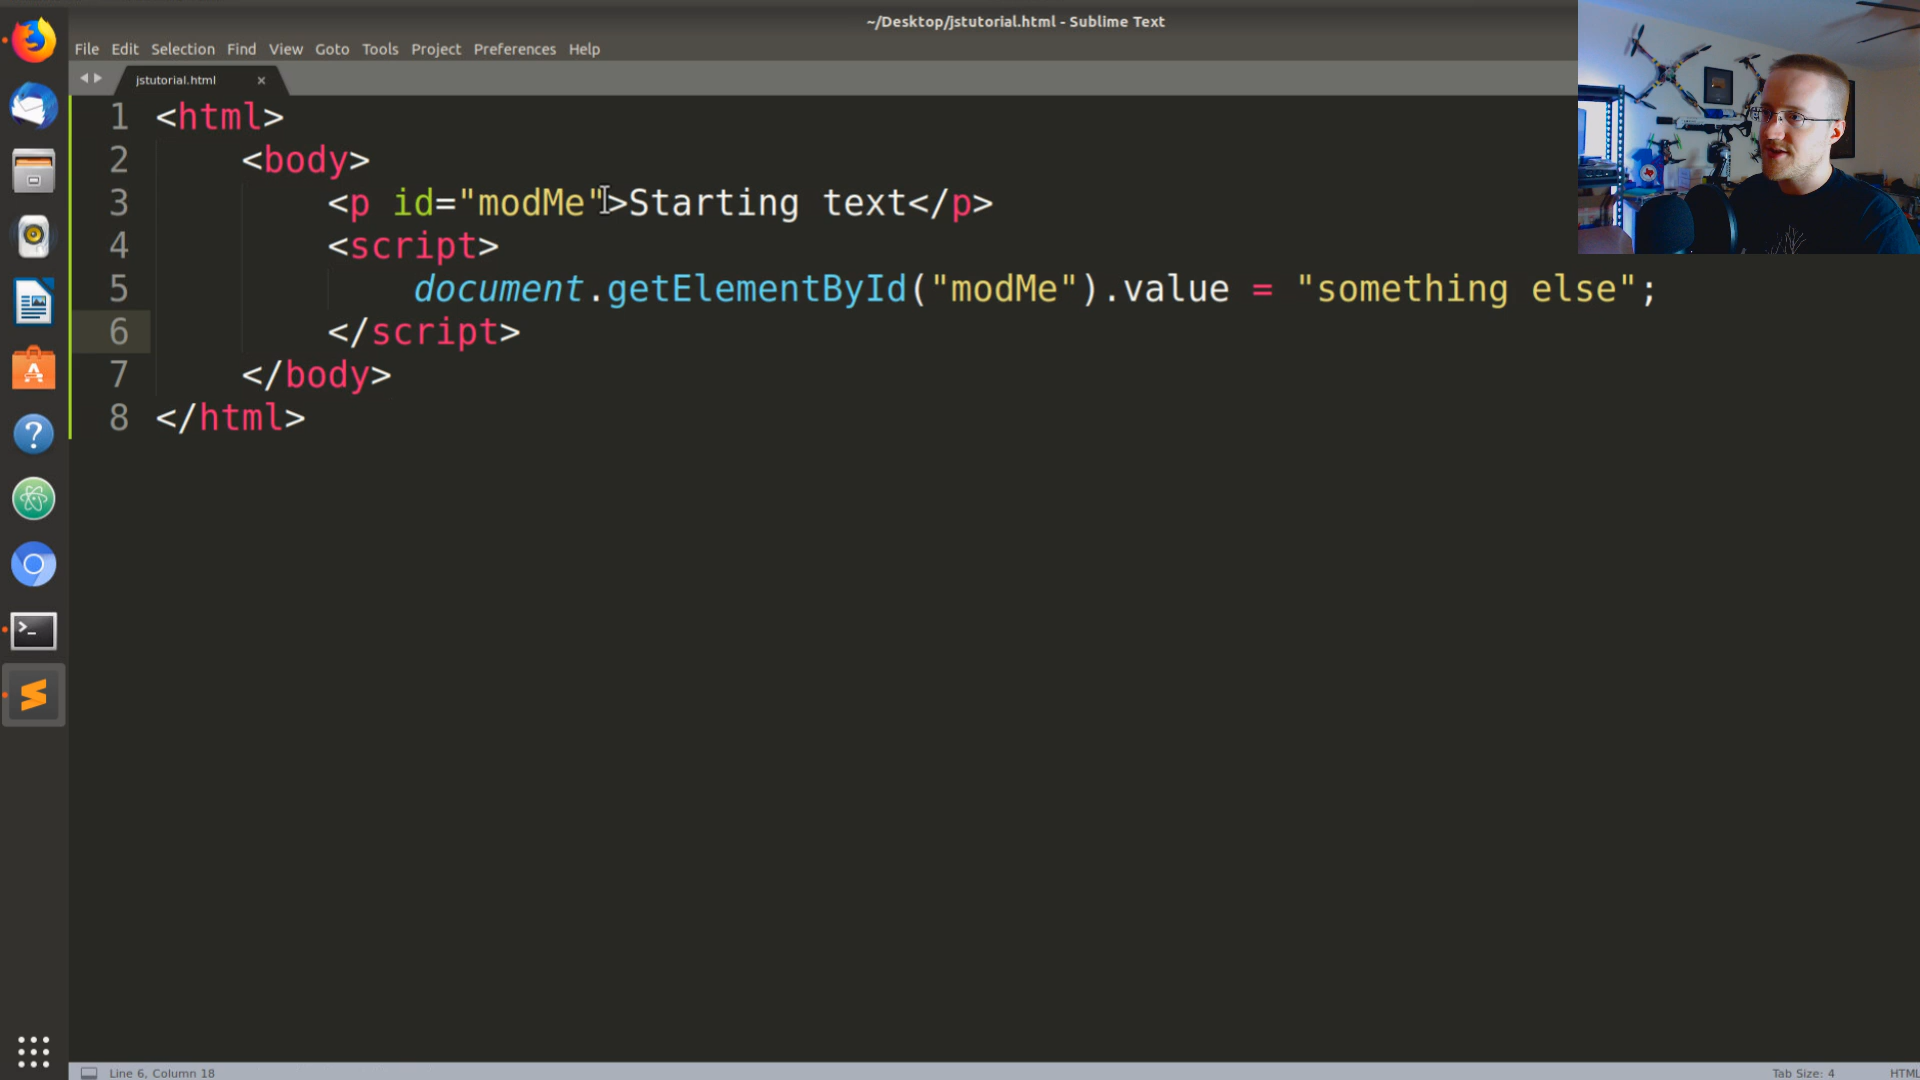 ~/Desktop/jstutorial.html - Sublime Text
File Edit Selection Find View Goto Tools Project Preferences Help
jstutorial.html ×
1 <html>
2 <body>
3 <p id="modMe">Starting text</p>
4 <script>
5 document.getElementById("modMe").value = "something else";
6 </script>
7 </body>
8 </html>
Line 6, Column 18 Tab Size: 4 HTML